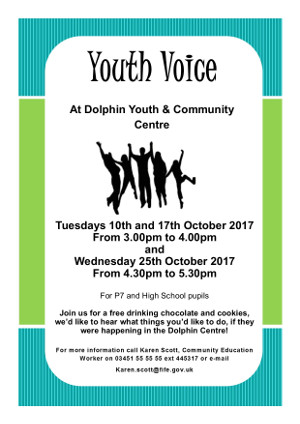 Youth Voice
At Dolphin Youth & Community
Centre
Tuesdays 10th and 17th October 2017
From 3.00pm to 4.00pm
and
Wednesday 25th October 2017
From 4.30pm to 5.30pm
For P7 and High School pupils
Join us for a free drinking chocolate and cookies,
we'd like to hear what things you'd like to do, if they
were happening in the Dolphin Centre!
For more information call Karen Scott, Community Education
Worker on 03451 55 55 55 ext 445317 or e-mail
Karen.scott@fife.gov.uk